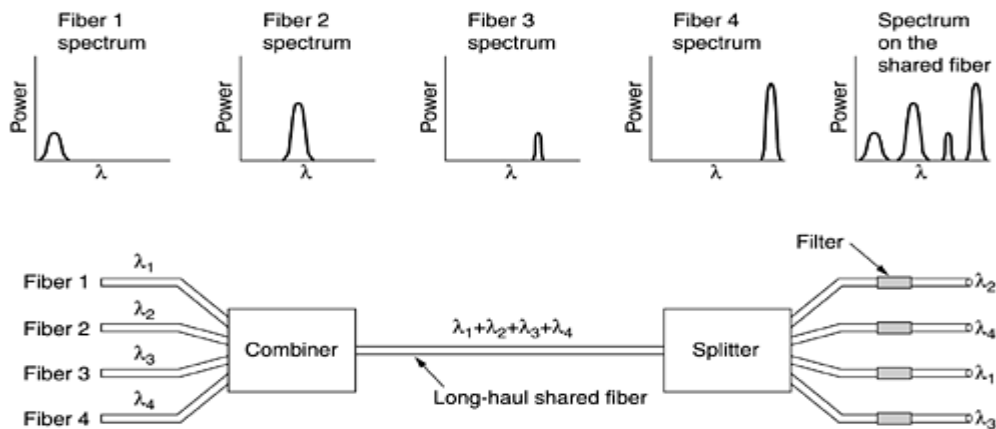 Fiber 1
spectrum
Fiber 2
spectrum
Fiber 3
spectrum
Fiber 4
spectrum
Spectrum
on the
shared fiber
Power
λ
Power
λ
Power
λ
Power
λ
Power
λ
Filter
Fiber 1
λ1
λ2
Fiber 2
λ2
λ4
λ1+λ2+λ3+λ4
Combiner
Splitter
Fiber 3
λ3
λ1
Long-haul shared fiber
Fiber 4
λ4
λ3